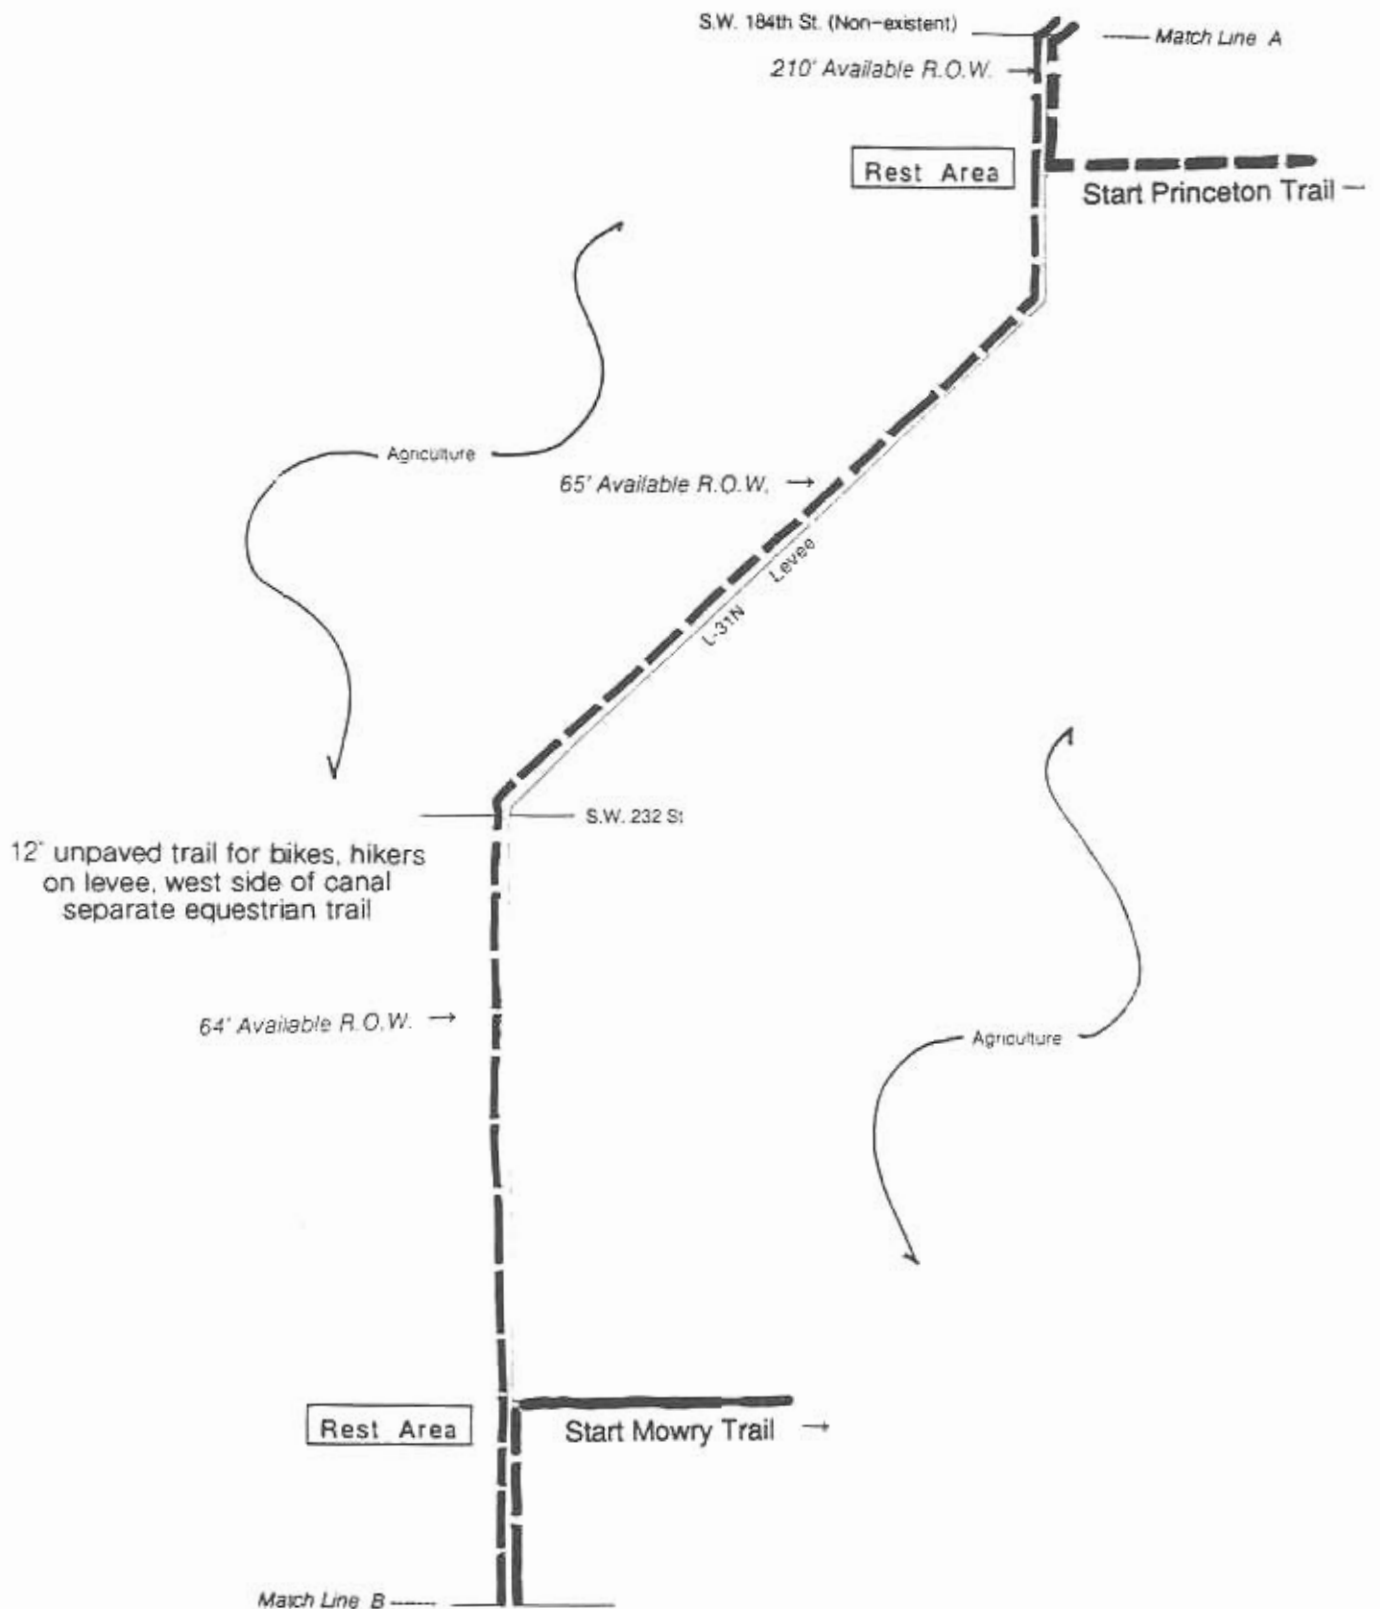 S.W. 184th St. (Non-existent)
Match Line A
210' Available R.O.W.
Rest Area
Start Princeton Trail
Agriculture
65' Available R.O.W.
Levee
L-31N
S.W. 232 St
12' unpaved trail for bikes, hikers
on levee, west side of canal
separate equestrian trail
64' Available R.O.W.
Agriculture
Rest Area
Start Mowry Trail
Match Line B